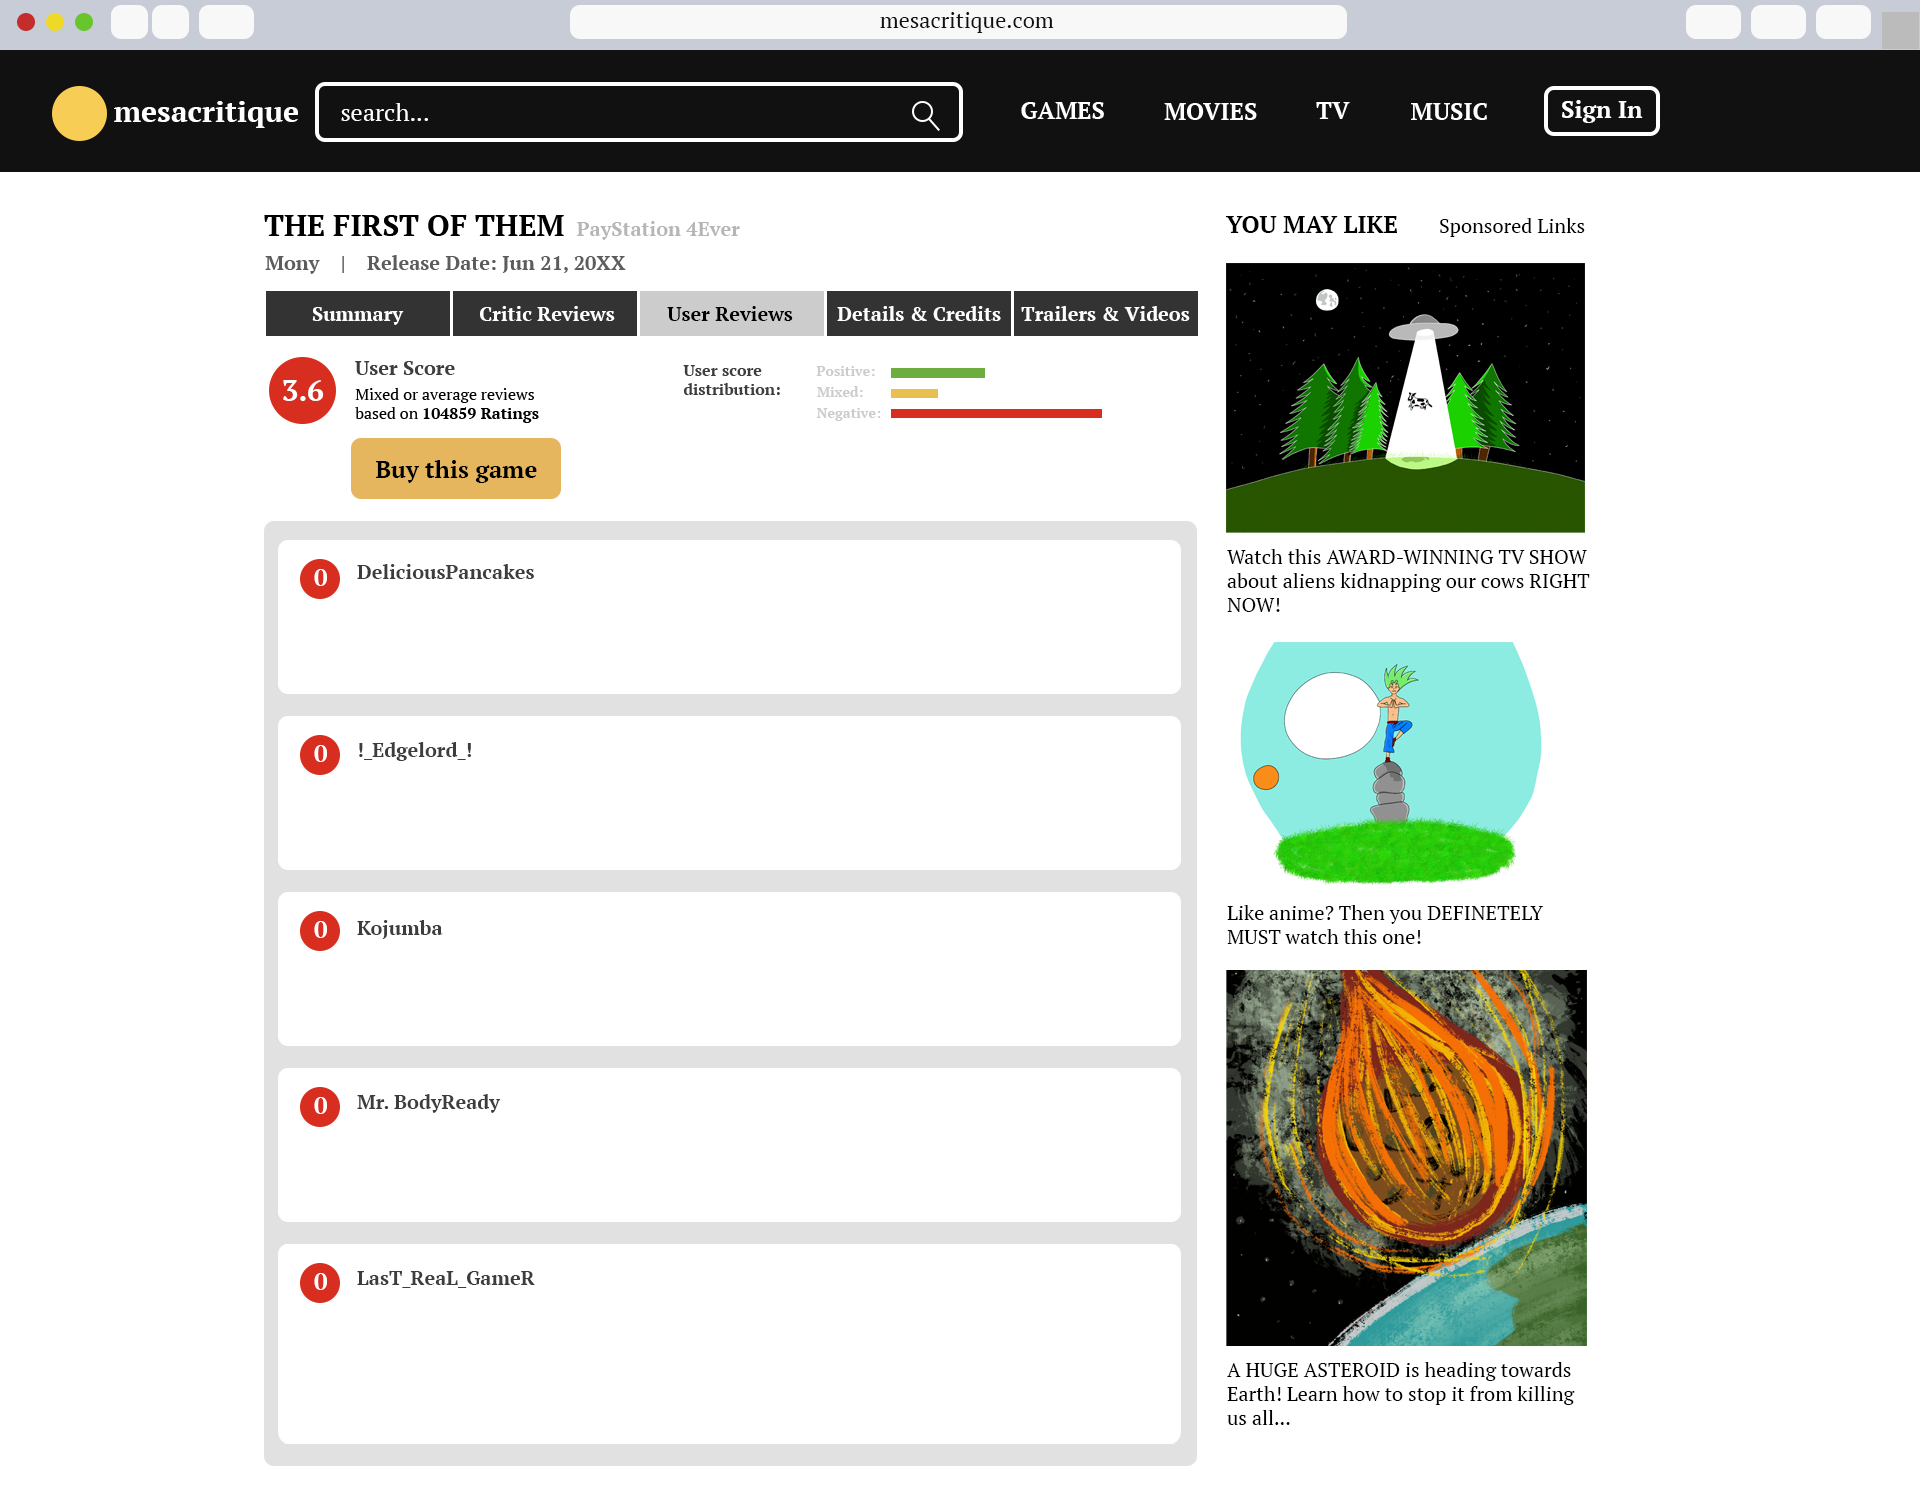 mesacritique.com
mesacritique
search...
GAMES
MOVIES
TV
MUSIC
Sign In
THE FIRST OF THEM PayStation 4Ever
Mony | Release Date: Jun 21, 20XX
Summary
Critic Reviews
User Reviews
Details & Credits
Trailers & Videos
3.6
User Score
Mixed or average reviews
based on 104859 Ratings
User score
distribution:
Positive:
Mixed:
Negative:
Buy this game
0 DeliciousPancakes
0 !_Edgelord_!
0 Kojumba
0 Mr. BodyReady
0 LasT_ReaL_GameR
YOU MAY LIKE Sponsored Links
Watch this AWARD-WINNING TV SHOW
about aliens kidnapping our cows RIGHT
NOW!
Like anime? Then you DEFINETELY
MUST watch this one!
A HUGE ASTEROID is heading towards
Earth! Learn how to stop it from killing
us all...